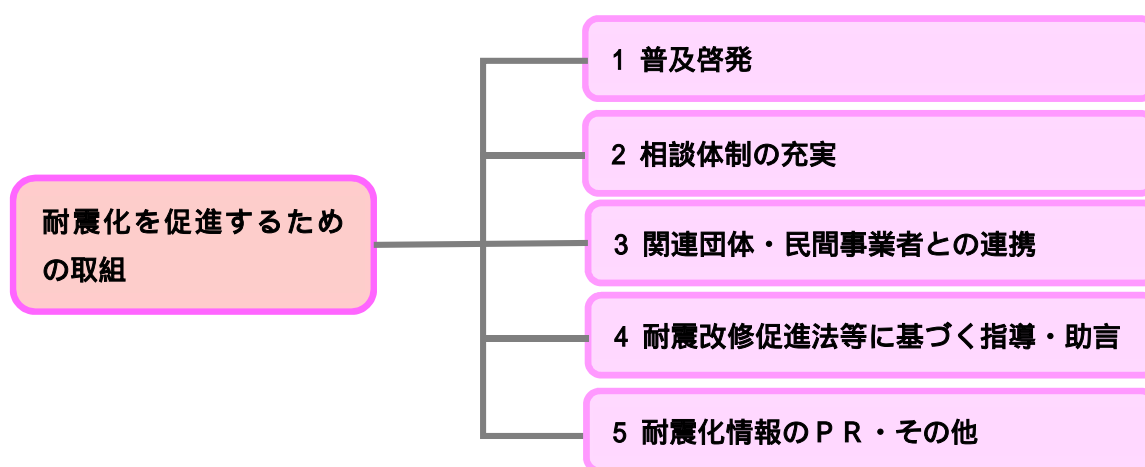 耐震化を促進するため
の取組
1 普及啓発
2 相談体制の充実
3 関連団体・民間事業者との連携
4 耐震改修促進法等に基づく指導・助言
5 耐震化情報のＰＲ・その他